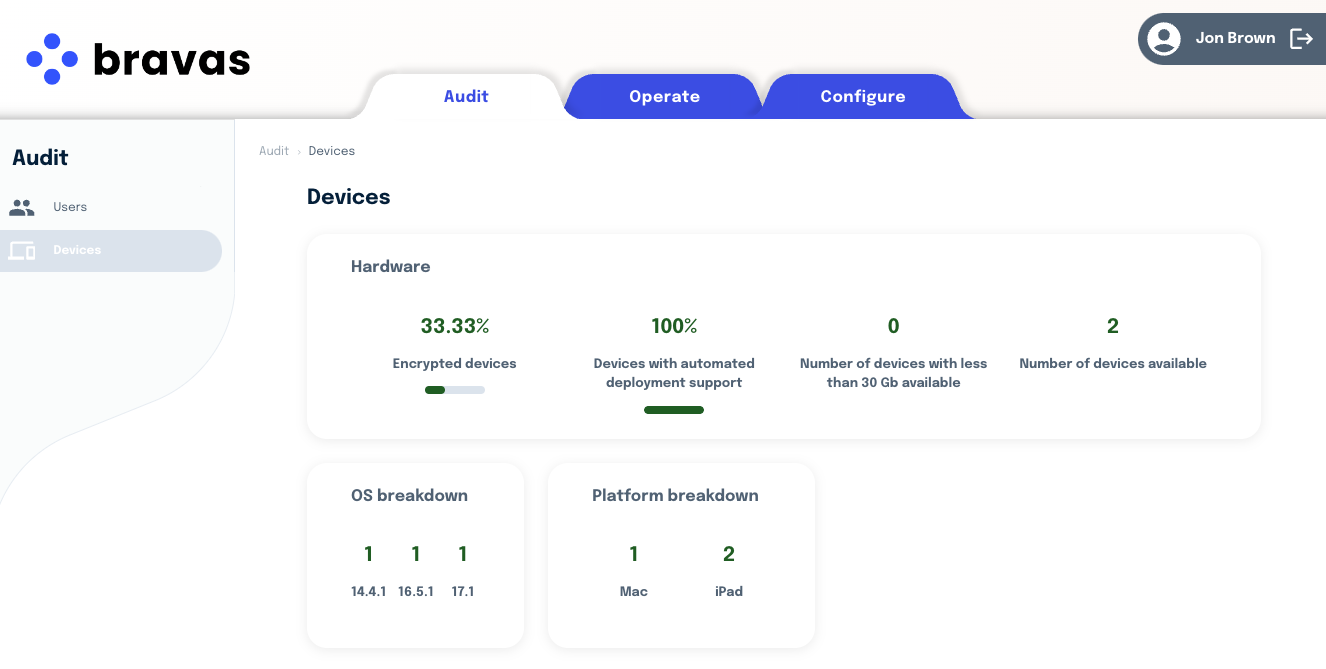 bravas
Jon Brown
Audit
Operate
Configure
Audit
Users
Devices
Audit › Devices
Devices
Hardware
33.33%
Encrypted devices
100%
Devices with automated
deployment support
0
Number of devices with less
than 30 Gb available
2
Number of devices available
OS breakdown
1 1 1
14.4.1 16.5.1 17.1
Platform breakdown
1 2
Mac iPad